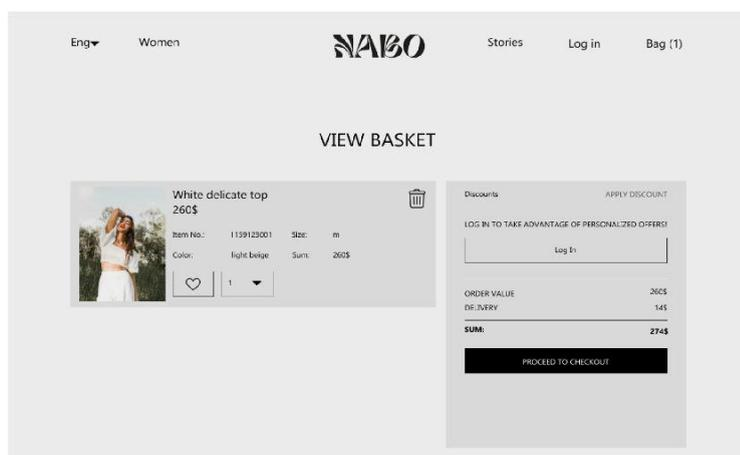 Eng
Women
NABO
Stories
Log in
Bag (1)
VIEW BASKET
White delicate top
260$
Item No.: 1159123001 Size: m
Color: light beige Sum: 260$
1
Discounts APPLY DISCOUNT
LOG IN TO TAKE ADVANTAGE OF PERSONALIZED OFFERS!
Log In
ORDER VALUE 260$
DELIVERY 14$
SUM: 274$
PROCEED TO CHECKOUT